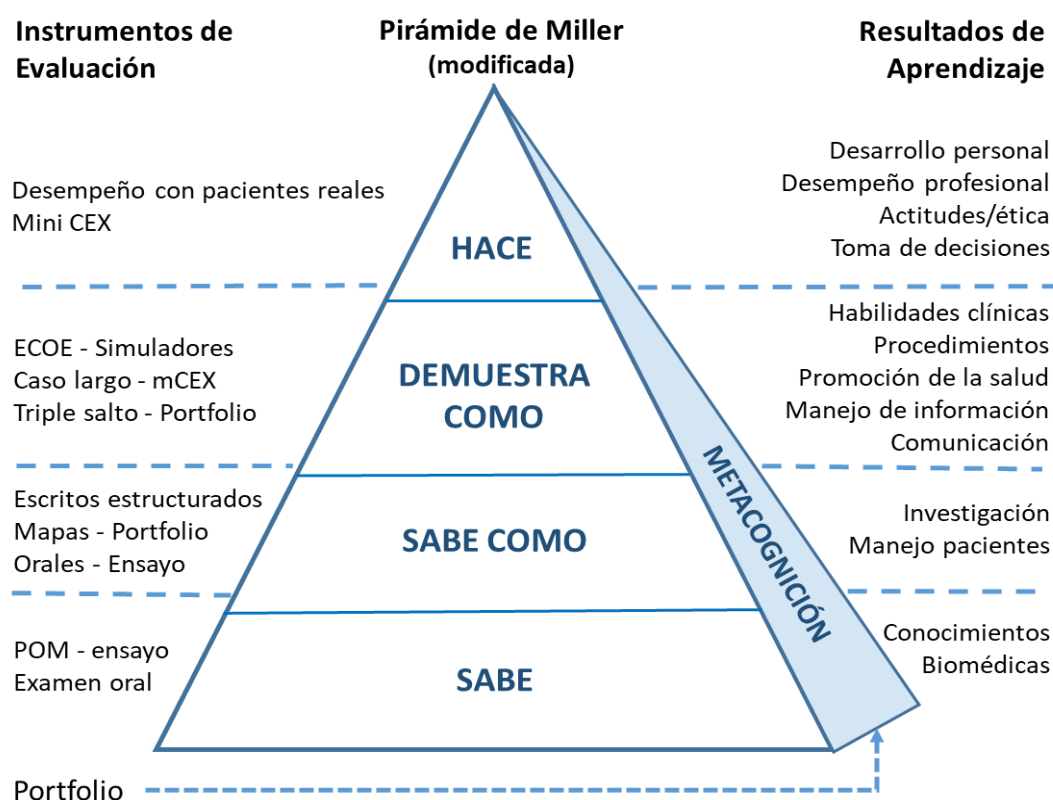 Instrumentos de
Evaluación
Pirámide de Miller
(modificada)
Resultados de
Aprendizaje
Desempeño con pacientes reales
Mini CEX
HACE
Desarrollo personal
Desempeño profesional
Actitudes/ética
Toma de decisiones
ECOE - Simuladores
Caso largo - mCEX
Triple salto - Portfolio
DEMUESTRA
COMO
Habilidades clínicas
Procedimientos
Promoción de la salud
Manejo de información
Comunicación
Escritos estructurados
Mapas - Portfolio
Orales - Ensayo
SABE COMO
METACOGNICIÓN
Investigación
Manejo pacientes
POM - ensayo
Examen oral
SABE
Conocimientos
Biomédicas
Portfolio